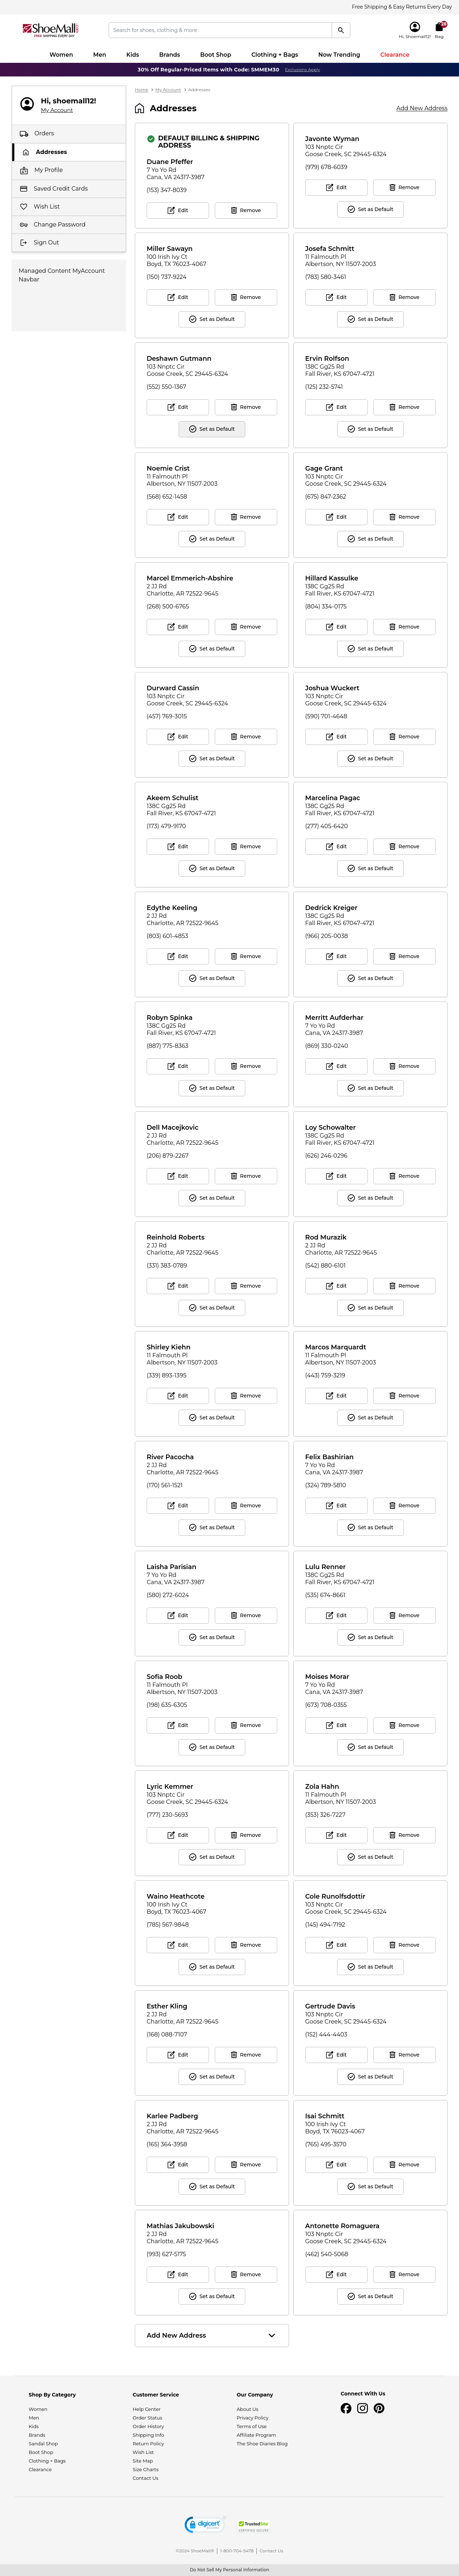 Free Shipping & Easy Returns Every Day
ShoeMall
FREE SHIPPING EVERY DAY
Search for shoes, clothing & more
Hi, Shoemall12!
Bag
Women Men Kids Brands Boot Shop Clothing + Bags Now Trending Clearance
30% Off Regular-Priced Items with Code: SMMEM30 Exclusions Apply
Home > My Account > Addresses
Hi, shoemall12!
My Account
Orders
Addresses
My Profile
Saved Credit Cards
Wish List
Change Password
Sign Out
Managed Content MyAccount
Navbar
Addresses
Add New Address
DEFAULT BILLING & SHIPPING
ADDRESS
Duane Pfeffer
7 Yo Yo Rd
Cana, VA 24317-3987
(153) 347-8039
Edit Remove
Javonte Wyman
103 Nnptc Cir
Goose Creek, SC 29445-6324
(979) 678-6039
Edit Remove
Set as Default
Miller Sawayn
100 Irish Ivy Ct
Boyd, TX 76023-4067
(150) 737-9224
Edit Remove
Set as Default
Josefa Schmitt
11 Falmouth Pl
Albertson, NY 11507-2003
(783) 580-3461
Edit Remove
Set as Default
Deshawn Gutmann
103 Nnptc Cir
Goose Creek, SC 29445-6324
(552) 550-1367
Edit Remove
Set as Default
Ervin Rolfson
138C Gg25 Rd
Fall River, KS 67047-4721
(125) 232-5741
Edit Remove
Set as Default
Noemie Crist
11 Falmouth Pl
Albertson, NY 11507-2003
(568) 652-1458
Edit Remove
Set as Default
Gage Grant
103 Nnptc Cir
Goose Creek, SC 29445-6324
(675) 847-2362
Edit Remove
Set as Default
Marcel Emmerich-Abshire
2 JJ Rd
Charlotte, AR 72522-9645
(268) 500-6765
Edit Remove
Set as Default
Hillard Kassulke
138C Gg25 Rd
Fall River, KS 67047-4721
(804) 334-0175
Edit Remove
Set as Default
Durward Cassin
103 Nnptc Cir
Goose Creek, SC 29445-6324
(457) 769-3015
Edit Remove
Set as Default
Joshua Wuckert
103 Nnptc Cir
Goose Creek, SC 29445-6324
(590) 701-4648
Edit Remove
Set as Default
Akeem Schulist
138C Gg25 Rd
Fall River, KS 67047-4721
(173) 479-9170
Edit Remove
Set as Default
Marcelina Pagac
138C Gg25 Rd
Fall River, KS 67047-4721
(277) 405-6420
Edit Remove
Set as Default
Edythe Keeling
2 JJ Rd
Charlotte, AR 72522-9645
(803) 601-4853
Edit Remove
Set as Default
Dedrick Kreiger
138C Gg25 Rd
Fall River, KS 67047-4721
(966) 205-0038
Edit Remove
Set as Default
Robyn Spinka
138C Gg25 Rd
Fall River, KS 67047-4721
(887) 775-8363
Edit Remove
Set as Default
Merritt Aufderhar
7 Yo Yo Rd
Cana, VA 24317-3987
(869) 330-0240
Edit Remove
Set as Default
Dell Macejkovic
2 JJ Rd
Charlotte, AR 72522-9645
(206) 879-2267
Edit Remove
Set as Default
Loy Schowalter
138C Gg25 Rd
Fall River, KS 67047-4721
(626) 246-0296
Edit Remove
Set as Default
Reinhold Roberts
2 JJ Rd
Charlotte, AR 72522-9645
(331) 383-0789
Edit Remove
Set as Default
Rod Murazik
2 JJ Rd
Charlotte, AR 72522-9645
(542) 880-6101
Edit Remove
Set as Default
Shirley Kiehn
11 Falmouth Pl
Albertson, NY 11507-2003
(339) 893-1395
Edit Remove
Set as Default
Marcos Marquardt
11 Falmouth Pl
Albertson, NY 11507-2003
(443) 759-3219
Edit Remove
Set as Default
River Pacocha
2 JJ Rd
Charlotte, AR 72522-9645
(170) 561-1521
Edit Remove
Set as Default
Felix Bashirian
7 Yo Yo Rd
Cana, VA 24317-3987
(324) 789-5810
Edit Remove
Set as Default
Laisha Parisian
7 Yo Yo Rd
Cana, VA 24317-3987
(580) 272-6024
Edit Remove
Set as Default
Lulu Renner
138C Gg25 Rd
Fall River, KS 67047-4721
(535) 674-8661
Edit Remove
Set as Default
Sofia Roob
11 Falmouth Pl
Albertson, NY 11507-2003
(198) 635-6305
Edit Remove
Set as Default
Moises Morar
7 Yo Yo Rd
Cana, VA 24317-3987
(673) 708-0355
Edit Remove
Set as Default
Lyric Kemmer
103 Nnptc Cir
Goose Creek, SC 29445-6324
(777) 230-5693
Edit Remove
Set as Default
Zola Hahn
11 Falmouth Pl
Albertson, NY 11507-2003
(353) 326-7227
Edit Remove
Set as Default
Waino Heathcote
100 Irish Ivy Ct
Boyd, TX 76023-4067
(785) 567-9848
Edit Remove
Set as Default
Cole Runolfsdottir
103 Nnptc Cir
Goose Creek, SC 29445-6324
(145) 494-7192
Edit Remove
Set as Default
Esther Kling
2 JJ Rd
Charlotte, AR 72522-9645
(168) 088-7107
Edit Remove
Set as Default
Gertrude Davis
103 Nnptc Cir
Goose Creek, SC 29445-6324
(152) 444-4403
Edit Remove
Set as Default
Karlee Padberg
2 JJ Rd
Charlotte, AR 72522-9645
(165) 364-3958
Edit Remove
Set as Default
Isai Schmitt
100 Irish Ivy Ct
Boyd, TX 76023-4067
(765) 495-3570
Edit Remove
Set as Default
Mathias Jakubowski
2 JJ Rd
Charlotte, AR 72522-9645
(993) 627-5175
Edit Remove
Set as Default
Antonette Romaguera
103 Nnptc Cir
Goose Creek, SC 29445-6324
(462) 540-5068
Edit Remove
Set as Default
Add New Address
Shop By Category
Women
Men
Kids
Brands
Sandal Shop
Boot Shop
Clothing + Bags
Clearance
Customer Service
Help Center
Order Status
Order History
Shipping Info
Return Policy
Wish List
Site Map
Size Charts
Contact Us
Our Company
About Us
Privacy Policy
Terms of Use
Affiliate Program
The Shoe Diaries Blog
Connect With Us
digicert
TrustedSite
CERTIFIED SECURE
©2024 ShoeMall® | 1-800-704-5478 | Contact Us
Do Not Sell My Personal Information